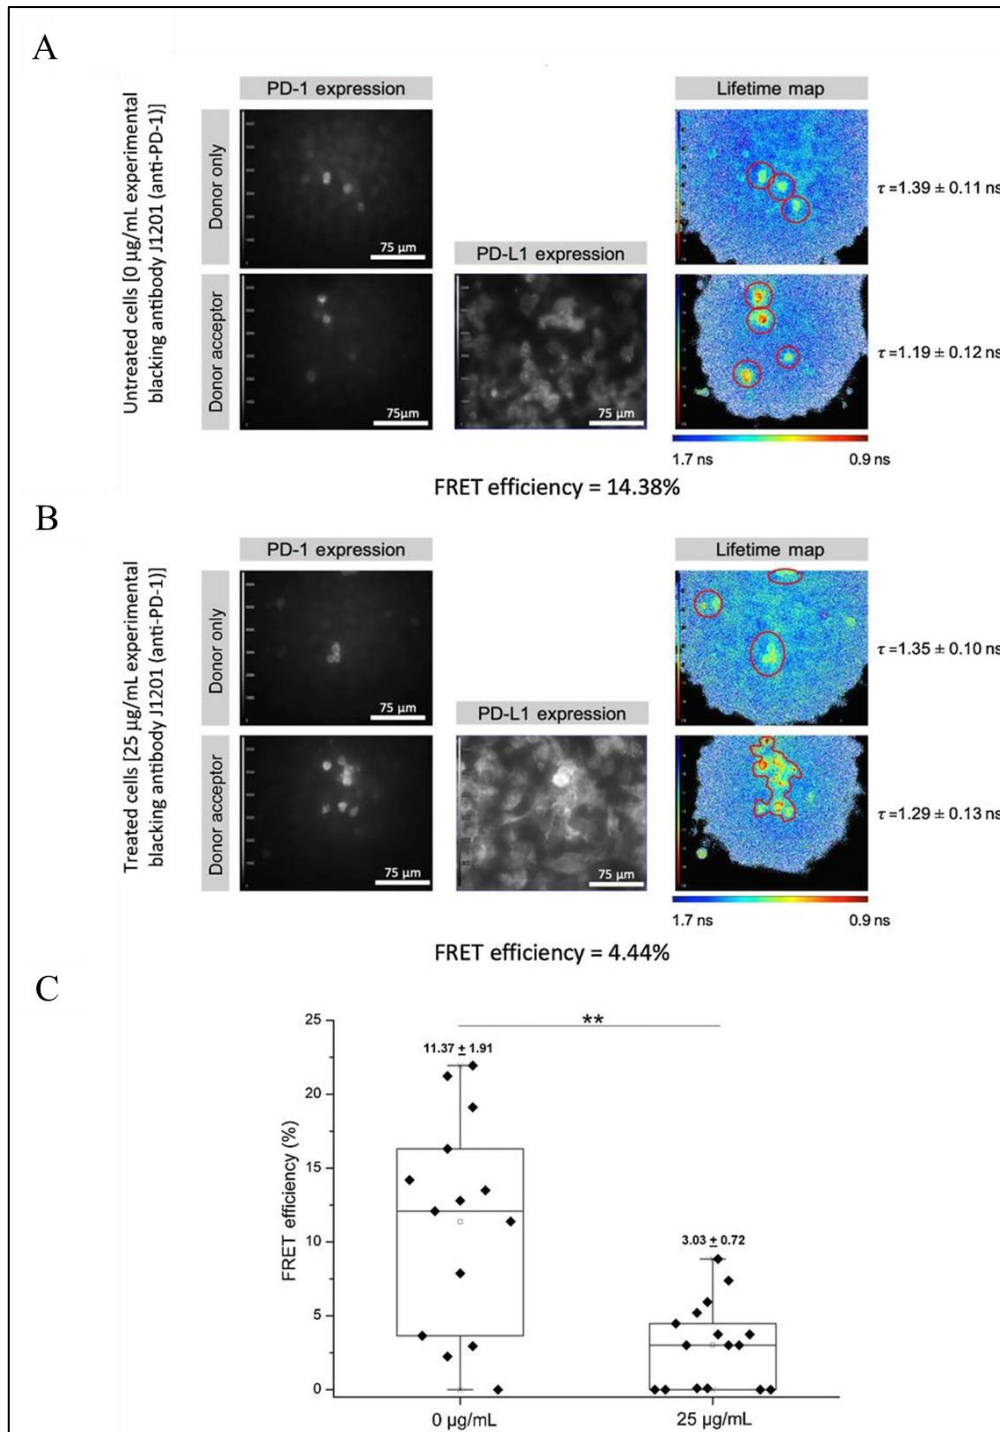 A
PD-1 expression
Lifetime map
Untreated cells [0 µg/mL experimental
blacking antibody J1201 (anti-PD-1)]
Donor only
75 µm
τ =1.39 ± 0.11 ns
PD-L1 expression
Donor acceptor
75µm
75 µm
τ =1.19 ± 0.12 ns
1.7 ns
0.9 ns
FRET efficiency = 14.38%
B
PD-1 expression
Lifetime map
Treated cells [25 µg/mL experimental
blacking antibody J1201 (anti-PD-1)]
Donor only
75 µm
τ =1.35 ± 0.10 ns
PD-L1 expression
Donor acceptor
75 µm
75 µm
τ =1.29 ± 0.13 ns
1.7 ns
0.9 ns
FRET efficiency = 4.44%
C
**
11.37 ± 1.91
3.03 ± 0.72
FRET efficiency (%)
25
20
15
10
5
0
0 µg/mL
25 µg/mL